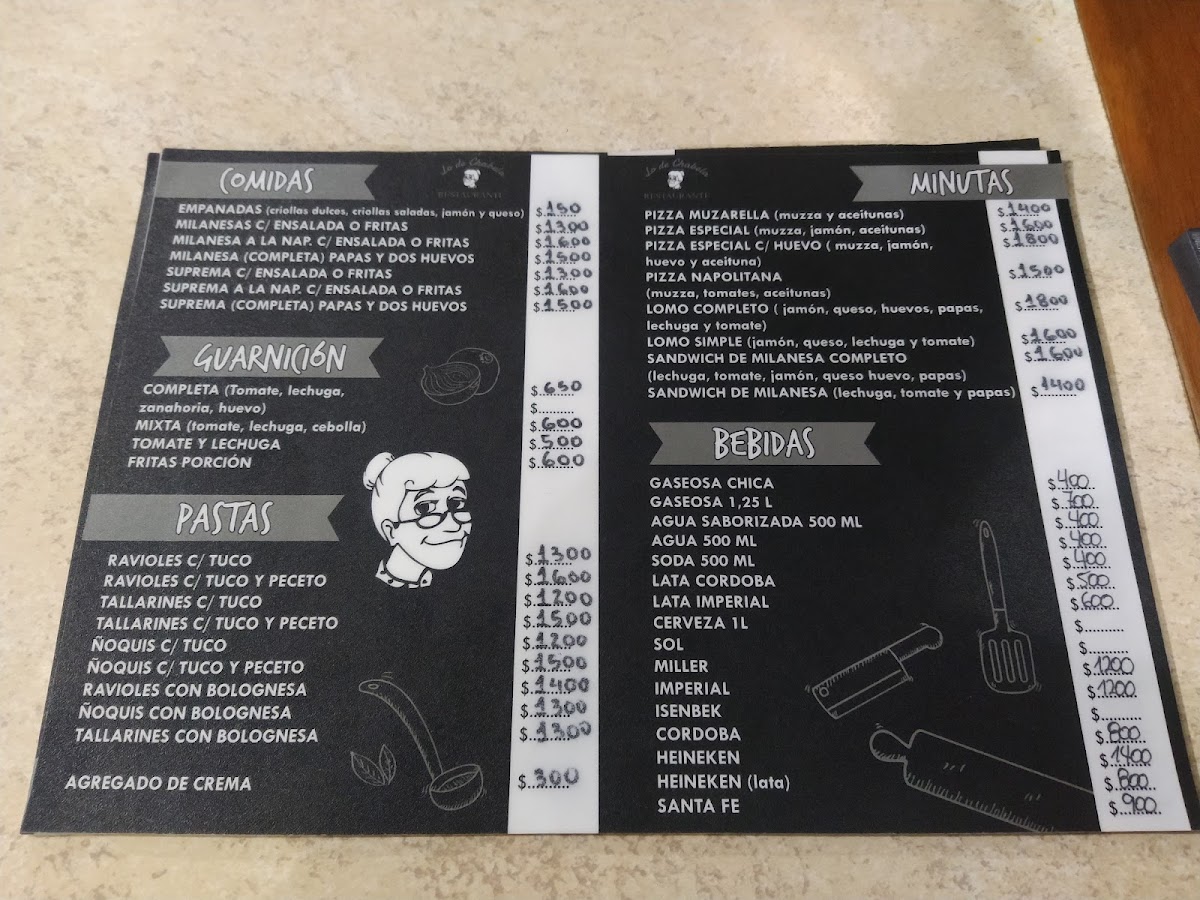 RESTAURANTE
COMIDAS
EMPANADAS (criollas dulces, criollas saladas, jamón y queso) $150
MILANESAS C/ ENSALADA O FRITAS $1300
MILANESA A LA NAP. C/ ENSALADA O FRITAS $1600
MILANESA (COMPLETA) PAPAS Y DOS HUEVOS $1500
SUPREMA C/ ENSALADA O FRITAS $1300
SUPREMA A LA NAP. C/ ENSALADA O FRITAS $1600
SUPREMA (COMPLETA) PAPAS Y DOS HUEVOS $1500
GUARNICIÓN
COMPLETA (Tomate, lechuga, $650
zanahoria, huevo) $
MIXTA (tomate, lechuga, cebolla) $600
TOMATE Y LECHUGA $500
FRITAS PORCIÓN $600
PASTAS
RAVIOLES C/ TUCO $1300
RAVIOLES C/ TUCO Y PECETO $1600
TALLARINES C/ TUCO $1200
TALLARINES C/ TUCO Y PECETO $1500
ÑOQUIS C/ TUCO $1200
ÑOQUIS C/ TUCO Y PECETO $1500
RAVIOLES CON BOLOGNESA $1400
ÑOQUIS CON BOLOGNESA $1300
TALLARINES CON BOLOGNESA $1300
AGREGADO DE CREMA $300
RESTAURANTE
MINUTAS
PIZZA MUZARELLA (muzza y aceitunas) $1400
PIZZA ESPECIAL (muzza, jamón, aceitunas) $1600
PIZZA ESPECIAL C/ HUEVO ( muzza, jamón, $1800
huevo y aceituna)
PIZZA NAPOLITANA $1500
(muzza, tomates, aceitunas)
LOMO COMPLETO ( jamón, queso, huevos, papas, $1800
lechuga y tomate)
LOMO SIMPLE (jamón, queso, lechuga y tomate) $1600
SANDWICH DE MILANESA COMPLETO $1600
(lechuga, tomate, jamón, queso huevo, papas)
SANDWICH DE MILANESA (lechuga, tomate y papas) $1400
BEBIDAS
GASEOSA CHICA $400
GASEOSA 1,25 L $700
AGUA SABORIZADA 500 ML $400
AGUA 500 ML $400
SODA 500 ML $400
LATA CORDOBA $500
LATA IMPERIAL $600
CERVEZA 1L $
SOL $
MILLER $1200
IMPERIAL $1200
ISENBEK $
CORDOBA $800
HEINEKEN $1400
HEINEKEN (lata) $800
SANTA FE $900